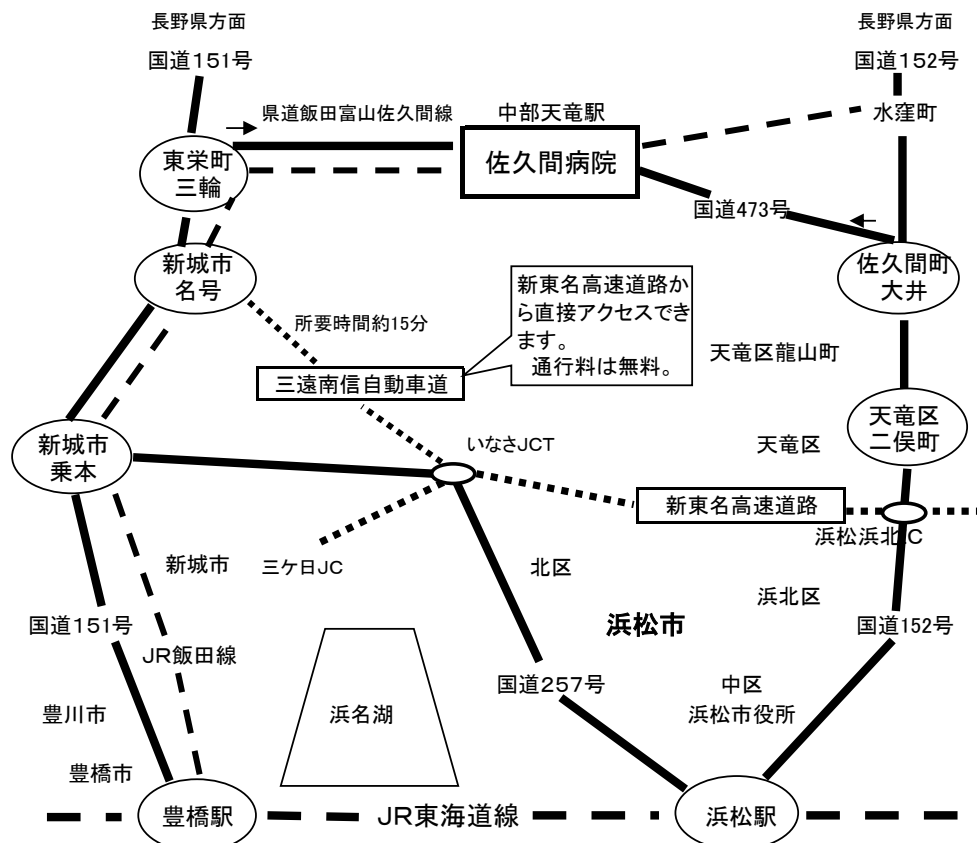 長野県方面
長野県方面
国道151号
国道152号
県道飯田富山佐久間線
中部天竜駅
水窪町
東栄町
三輪
佐久間病院
国道473号
新城市
名号
佐久間町
大井
新東名高速道路か
ら直接アクセスでき
ます。
通行料は無料。
所要時間約15分
天竜区龍山町
三遠南信自動車道
天竜区
二俣町
新城市
乗本
いなさJCT
天竜区
新東名高速道路
浜松浜北IC
新城市
三ケ日JC
北区
浜北区
国道151号
浜松市
国道152号
JR飯田線
国道257号
中区
浜松市役所
豊川市
浜名湖
豊橋市
豊橋駅
JR東海道線
浜松駅